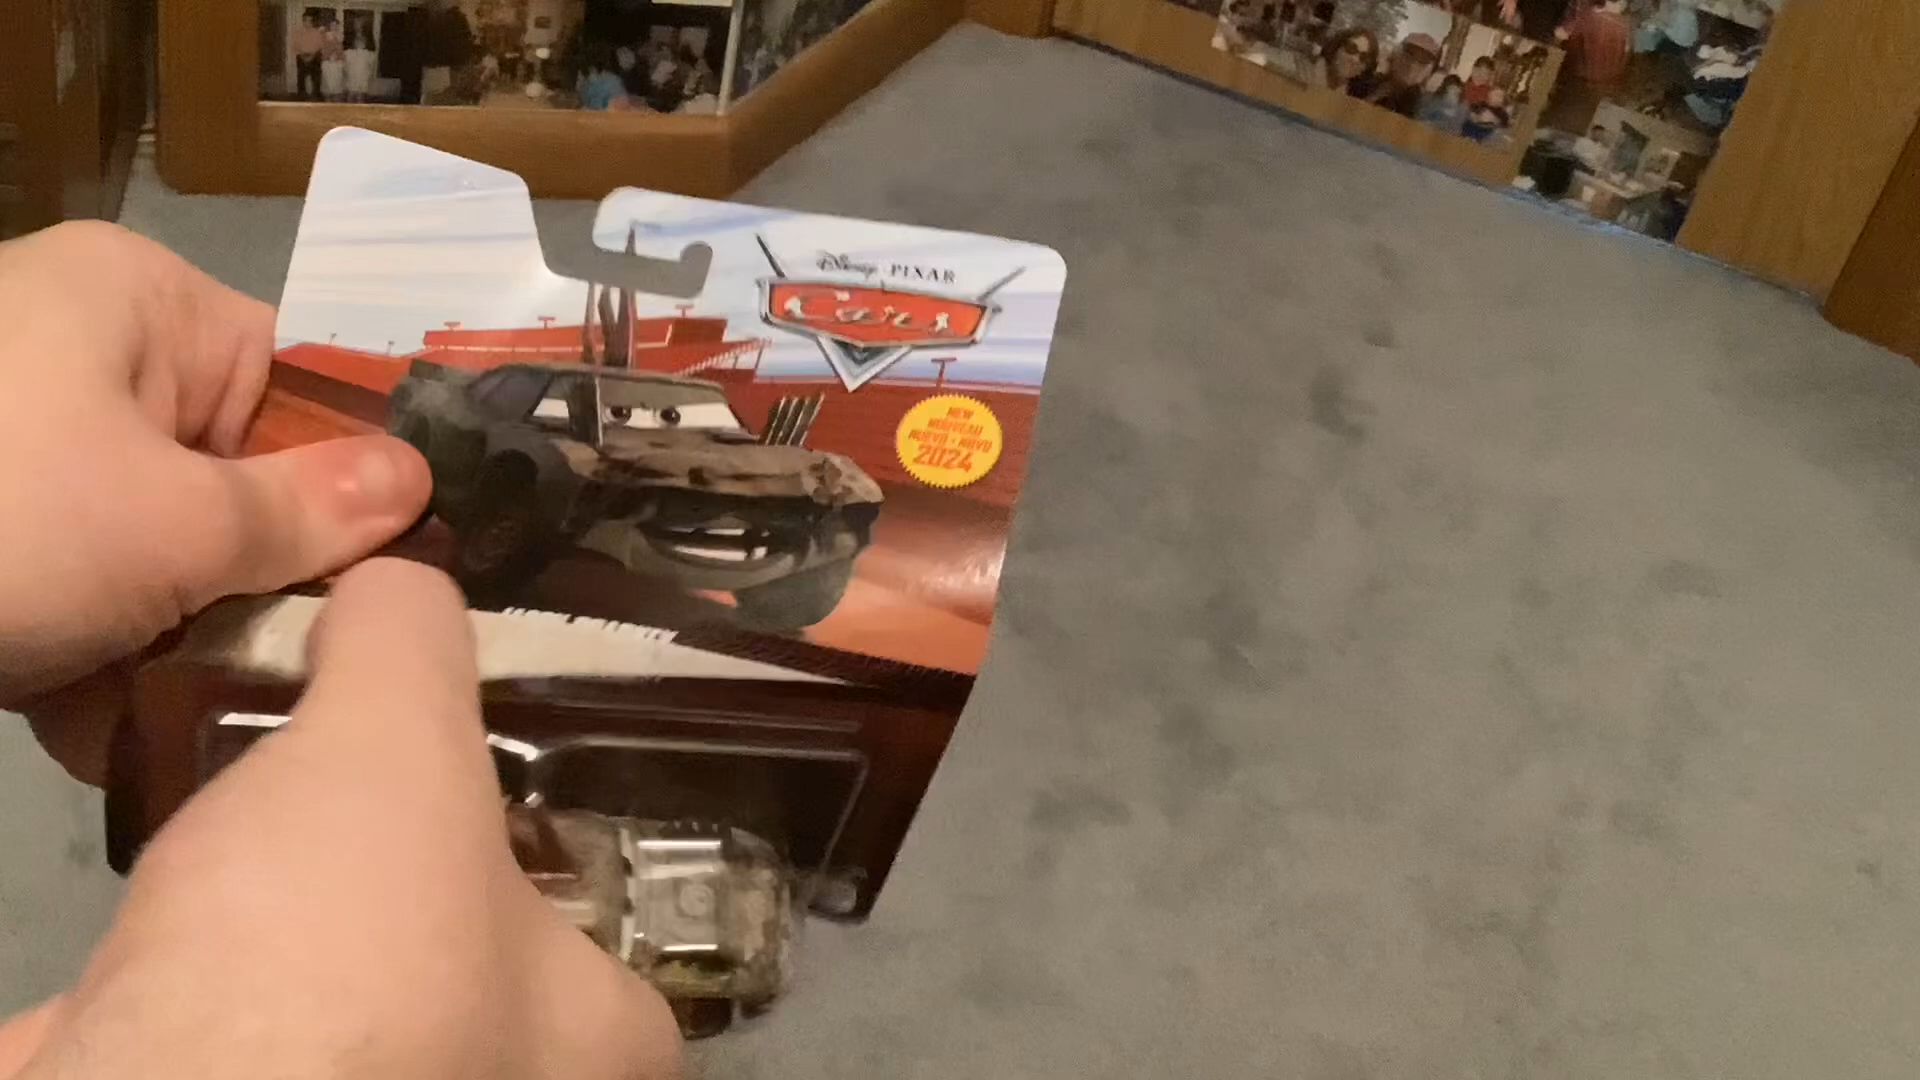 Disney · PIXAR
Cars
NEW
NOUVEAU
NUEVO • NOVO
2024